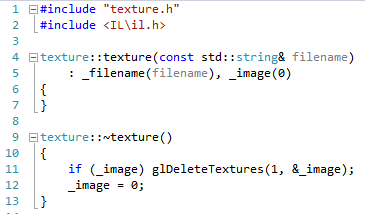 1 #include "texture.h"
2 #include <IL\il.h>
3
4 texture::texture(const std::string& filename)
5 : _filename(filename), _image(0)
6 {
7 }
8
9 texture::~texture()
10 {
11 if (_image) glDeleteTextures(1, &_image);
12 _image = 0;
13 }